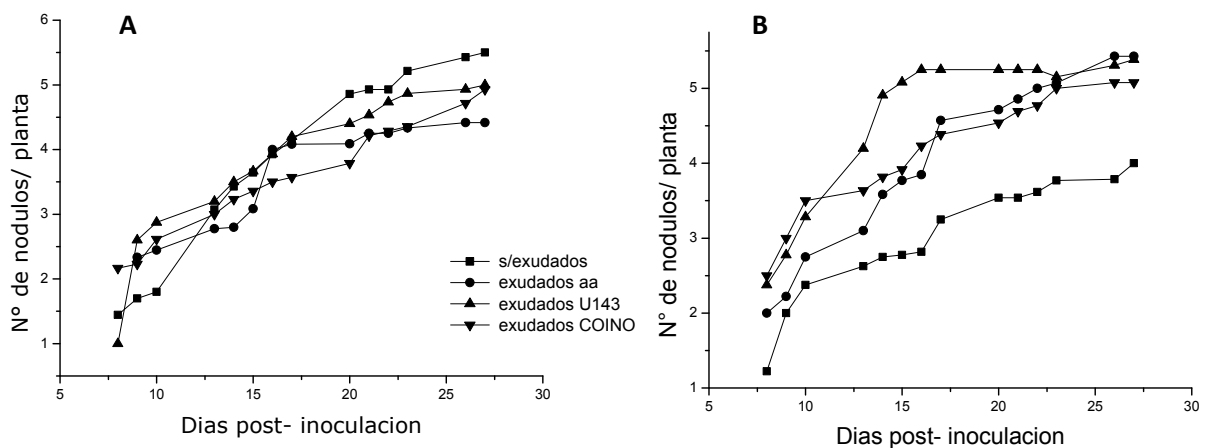 A
N° de nodulos/ planta
6
5
4
3
2
1
5
10
15
20
25
30
Dias post- inoculacion
s/exudados
exudados aa
exudados U143
exudados COINO
B
N° de nodulos/ planta
5
4
3
2
1
5
10
15
20
25
30
Dias post- inoculacion